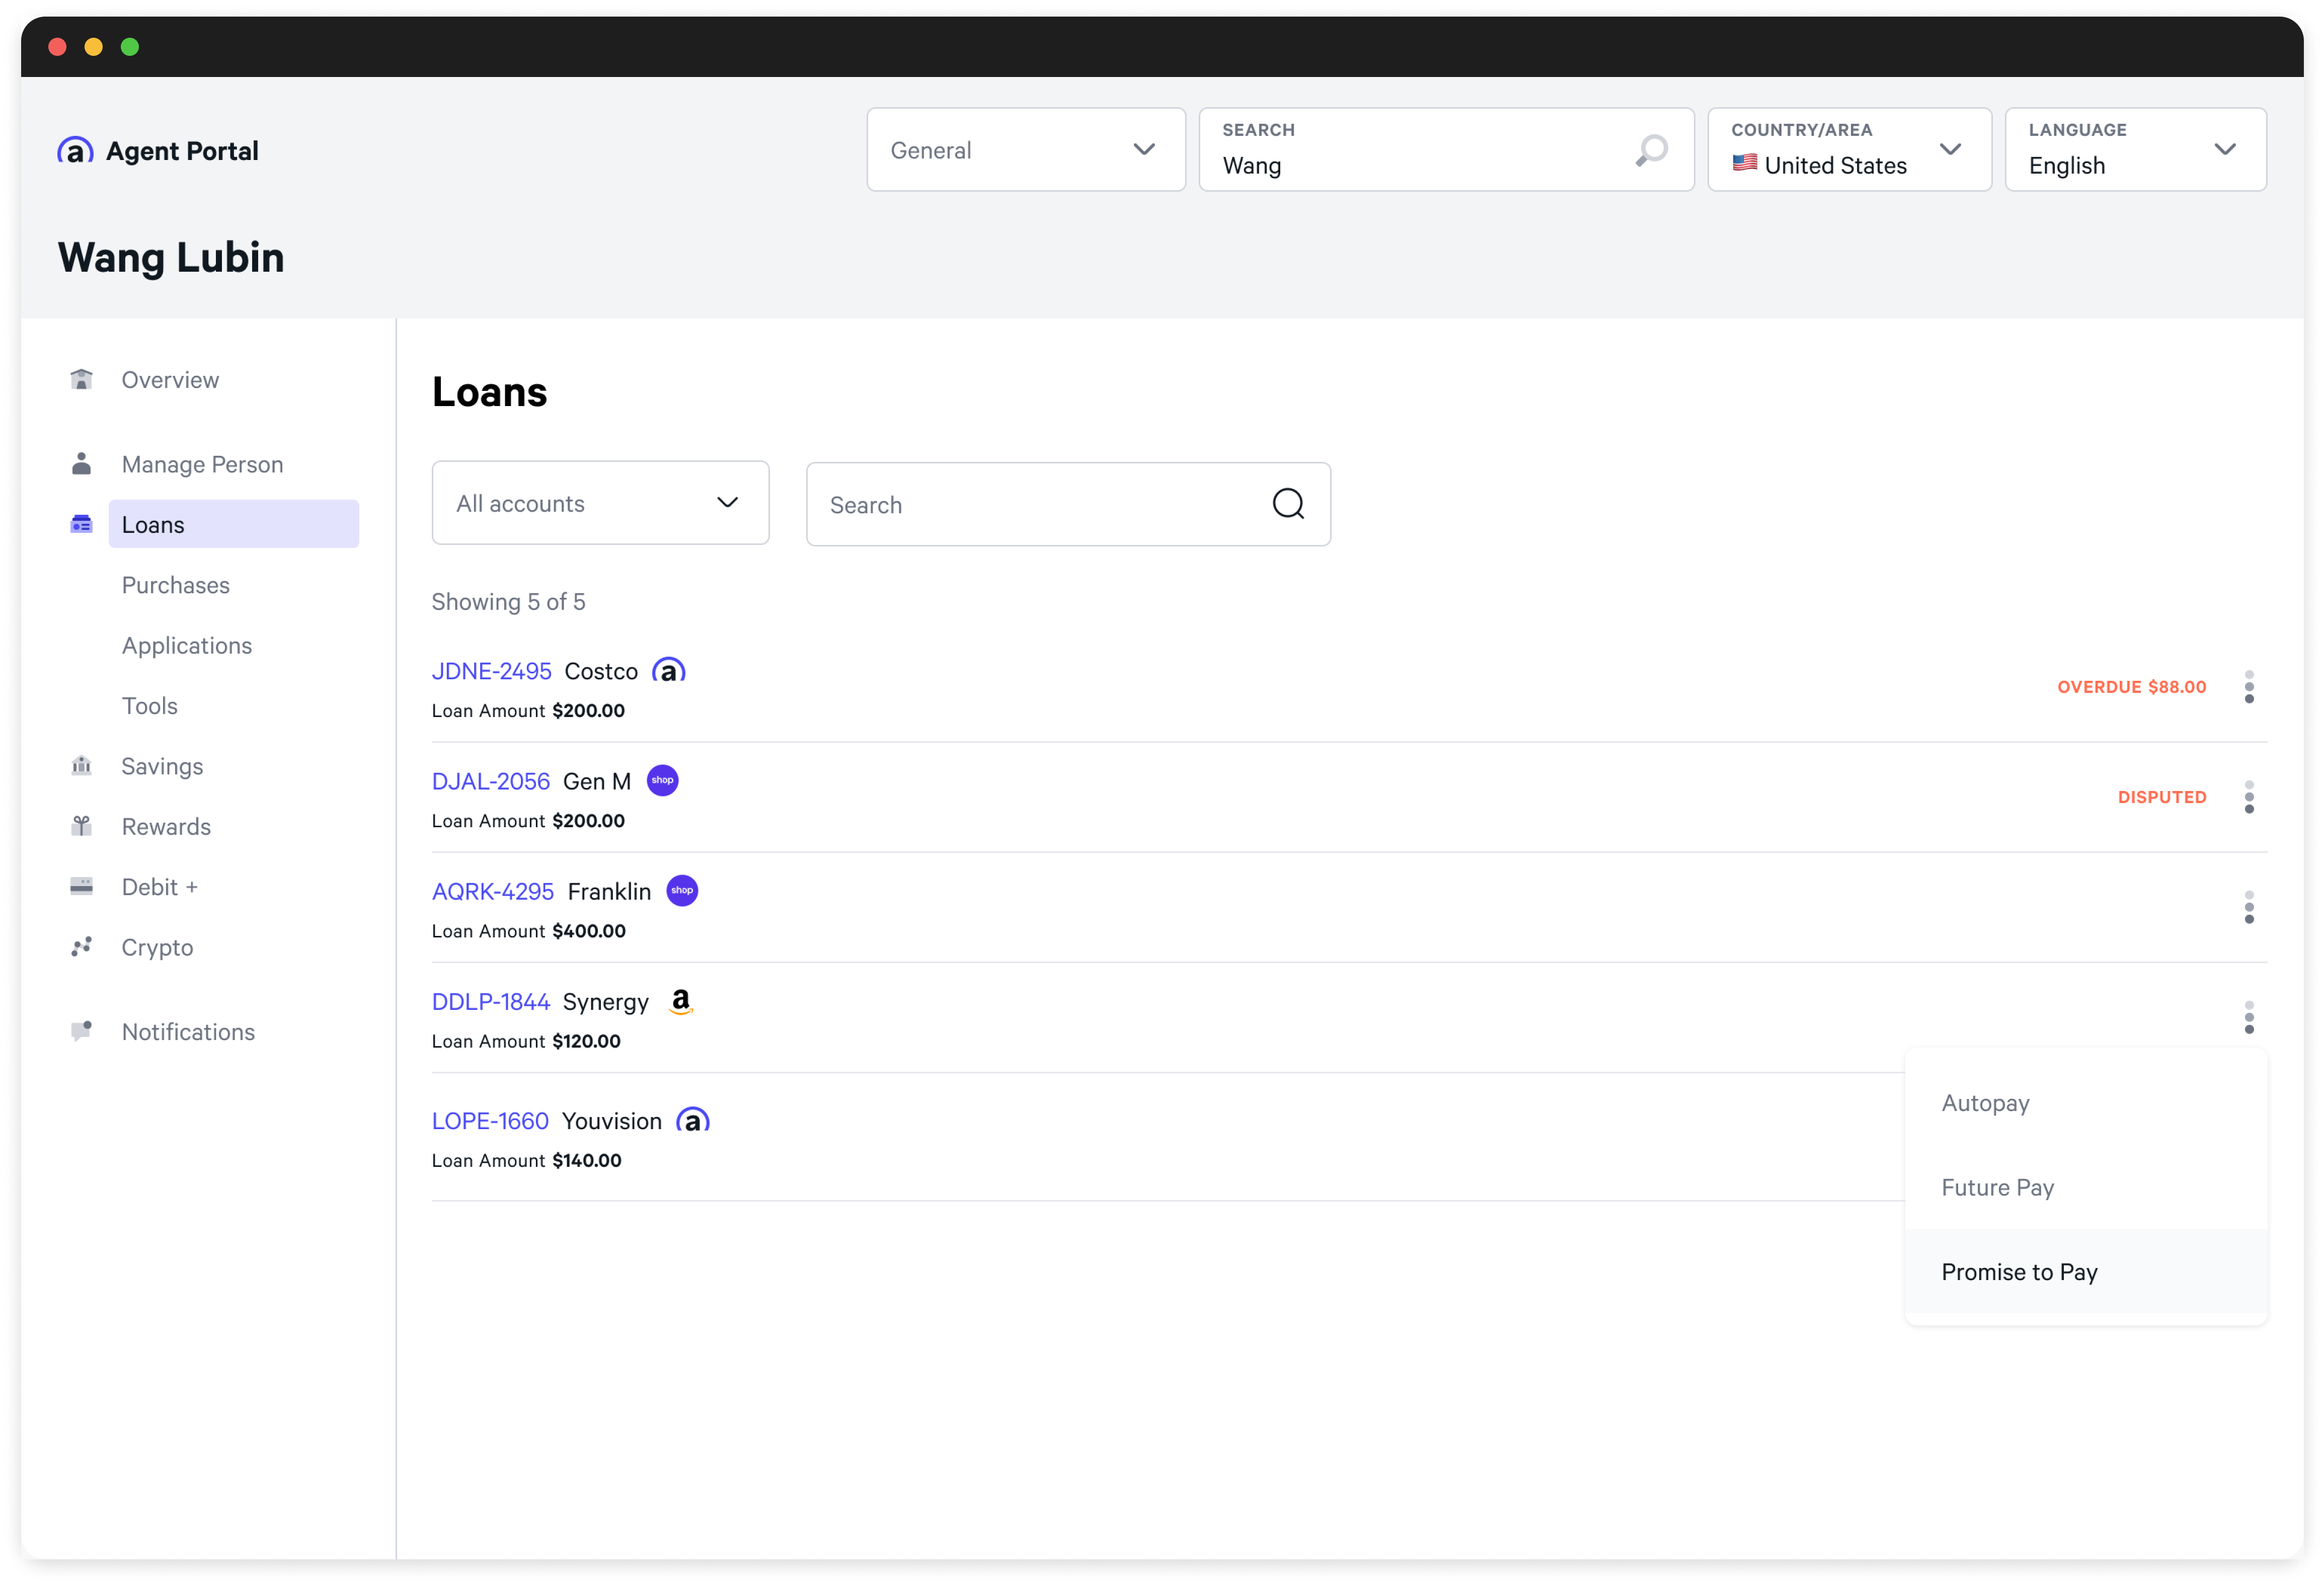 a Agent Portal
General
SEARCH
Wang
COUNTRY/AREA
United States
LANGUAGE
English
Wang Lubin
Overview
Manage Person
Loans
Purchases
Applications
Tools
Savings
Rewards
Debit +
Crypto
Notifications
Loans
All accounts
Search
Showing 5 of 5
JDNE-2495 Costco a
Loan Amount $200.00
OVERDUE $88.00
DJAL-2056 Gen M shop
Loan Amount $200.00
DISPUTED
AQRK-4295 Franklin shop
Loan Amount $400.00
DDLP-1844 Synergy a
Loan Amount $120.00
LOPE-1660 Youvision a
Loan Amount $140.00
Autopay
Future Pay
Promise to Pay